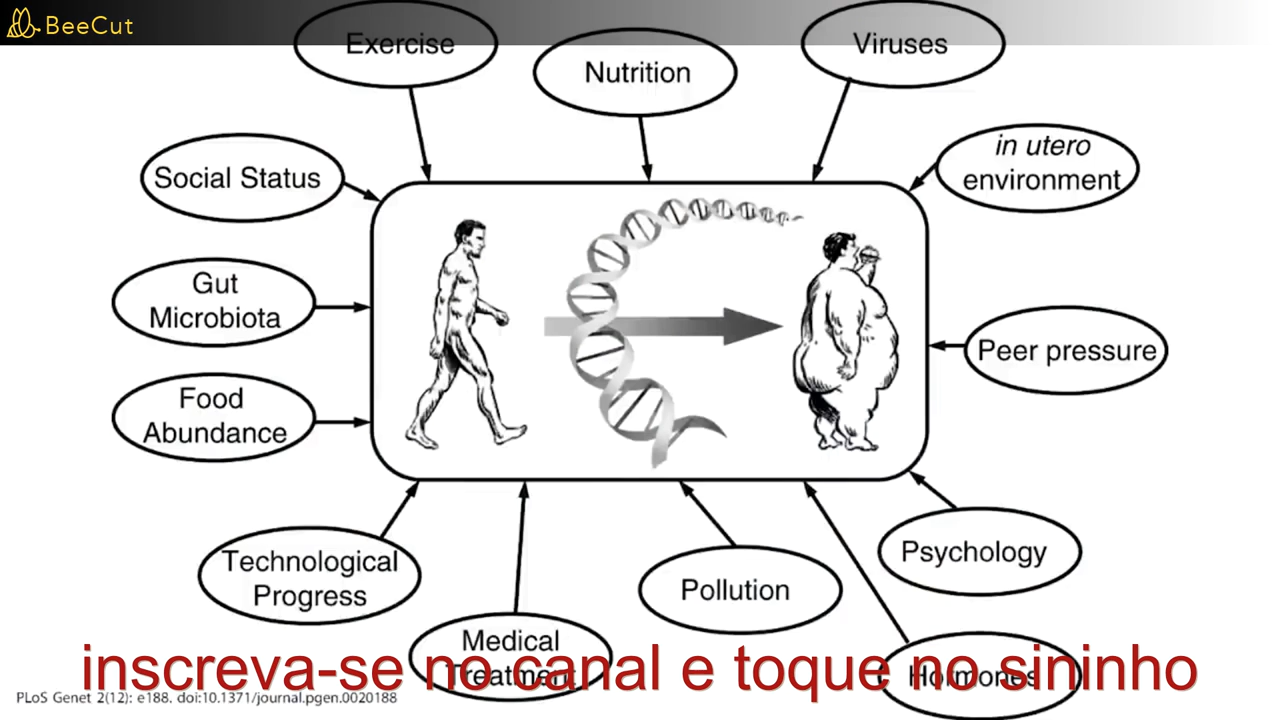 BeeCut
Exercise
Nutrition
Viruses
in utero
environment
Social Status
Gut
Microbiota
Peer pressure
Food
Abundance
Technological
Progress
Psychology
Pollution
Medical
Treatment
Hormones
inscreva-se no canal e toque no sininho
PLoS Genet 2(12): e188. doi:10.1371/journal.pgen.0020188